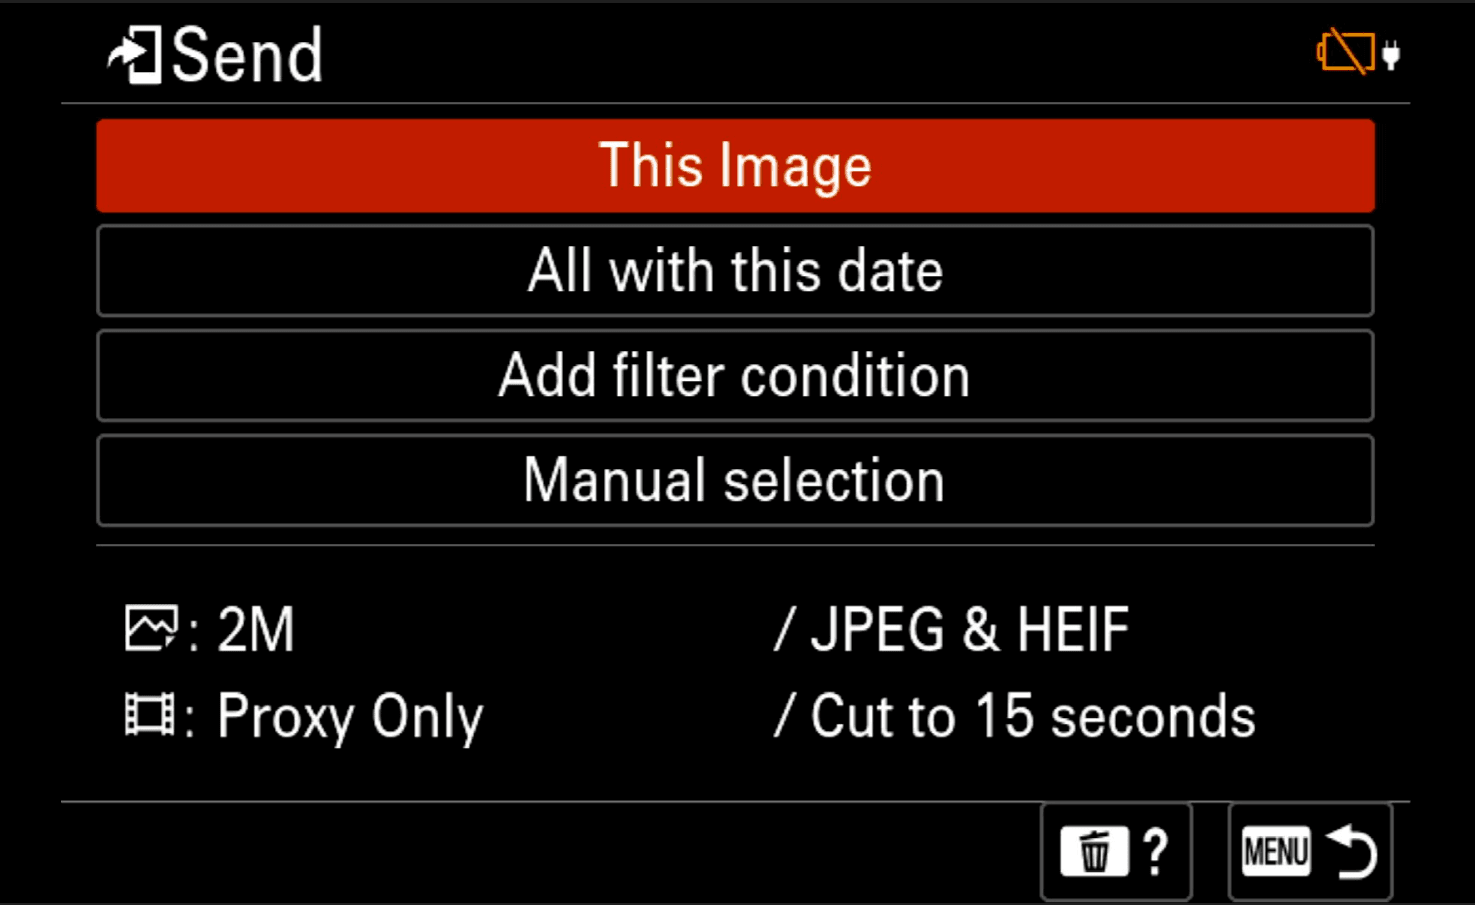 Send
This Image
All with this date
Add filter condition
Manual selection
: 2M / JPEG & HEIF
: Proxy Only / Cut to 15 seconds
? MENU